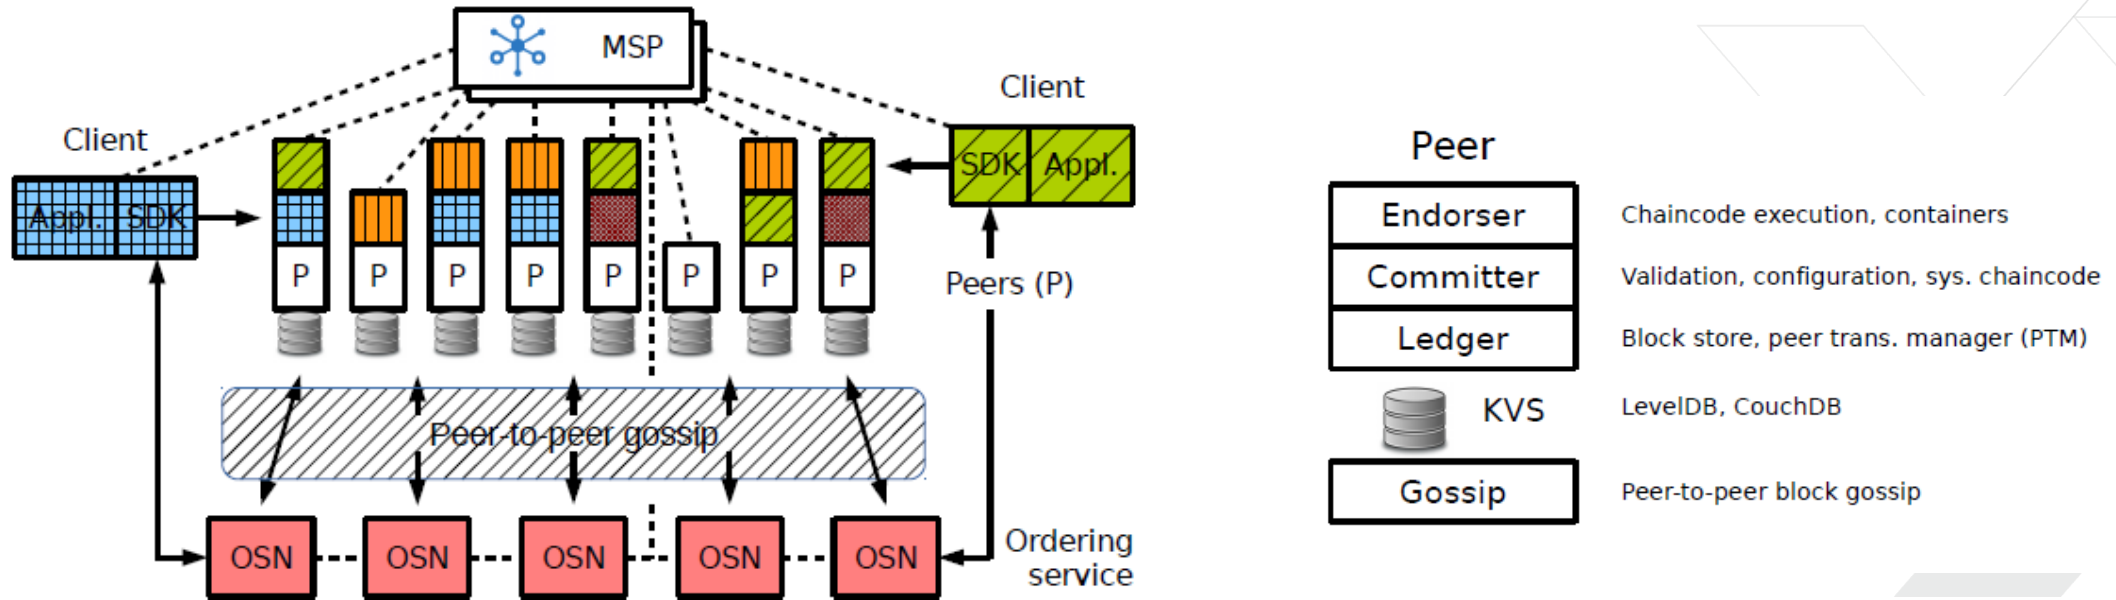 MSP
Client
Client
SDK Appl.
Appl. SDK
P P P P P P P P
Peers (P)
Peer-to-peer gossip
OSN OSN OSN OSN OSN
Ordering
service
Peer
Endorser Chaincode execution, containers
Committer Validation, configuration, sys. chaincode
Ledger Block store, peer trans. manager (PTM)
KVS LevelDB, CouchDB
Gossip Peer-to-peer block gossip